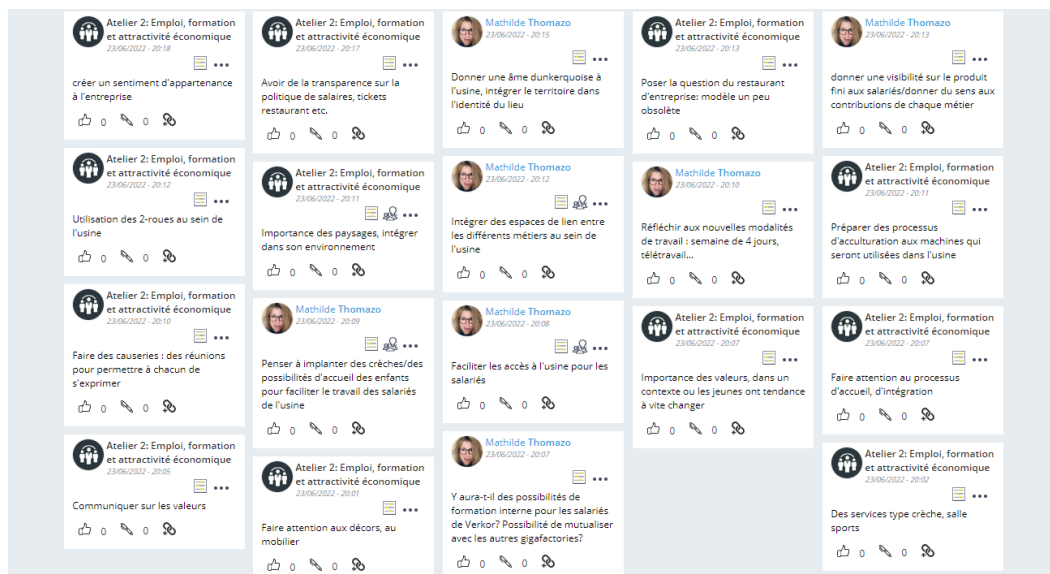 Atelier 2: Emploi, formation
et attractivité économique
23/06/2022 - 20:18
créer un sentiment d'appartenance
à l'entreprise
0 0
Atelier 2: Emploi, formation
et attractivité économique
23/06/2022 - 20:12
Utilisation des 2-roues au sein de
l'usine
0 0
Atelier 2: Emploi, formation
et attractivité économique
23/06/2022 - 20:10
Faire des causeries : des réunions
pour permettre à chacun de
s'exprimer
0 0
Atelier 2: Emploi, formation
et attractivité économique
23/06/2022 - 20:05
Communiquer sur les valeurs
0 0
Atelier 2: Emploi, formation
et attractivité économique
23/06/2022 - 20:17
Avoir de la transparence sur la
politique de salaires, tickets
restaurant etc.
0 0
Atelier 2: Emploi, formation
et attractivité économique
23/06/2022 - 20:11
Importance des paysages, intégrer
dans son environnement
0 0
Mathilde Thomazo
23/06/2022 - 20:09
Penser à implanter des crèches/des
possibilités d'accueil des enfants
pour faciliter le travail des salariés
de l'usine
0 0
Atelier 2: Emploi, formation
et attractivité économique
23/06/2022 - 20:01
Faire attention aux décors, au
mobilier
0 0
Mathilde Thomazo
23/06/2022 - 20:15
Donner une âme dunkerquoise à
l'usine, intégrer le territoire dans
l'identité du lieu
0 0
Mathilde Thomazo
23/06/2022 - 20:12
Intégrer des espaces de lien entre
les différents métiers au sein de
l'usine
0 0
Mathilde Thomazo
23/06/2022 - 20:08
Faciliter les accès à l'usine pour les
salariés
0 0
Mathilde Thomazo
23/06/2022 - 20:07
Y aura-t-il des possibilités de
formation interne pour les salariés
de Verkor? Possibilité de mutualiser
avec les autres gigafactories?
0 0
Atelier 2: Emploi, formation
et attractivité économique
23/06/2022 - 20:13
Poser la question du restaurant
d'entreprise: modèle un peu
obsolète
0 0
Mathilde Thomazo
23/06/2022 - 20:10
Réfléchir aux nouvelles modalités
de travail : semaine de 4 jours,
télétravail...
0 0
Atelier 2: Emploi, formation
et attractivité économique
23/06/2022 - 20:07
Importance des valeurs, dans un
contexte ou les jeunes ont tendance
à vite changer
0 0
Mathilde Thomazo
23/06/2022 - 20:13
donner une visibilité sur le produit
fini aux salariés/donner du sens aux
contributions de chaque métier
0 0
Atelier 2: Emploi, formation
et attractivité économique
23/06/2022 - 20:11
Préparer des processus
d'acculturation aux machines qui
seront utilisées dans l'usine
0 0
Atelier 2: Emploi, formation
et attractivité économique
23/06/2022 - 20:07
Faire attention au processus
d'accueil, d'intégration
0 0
Atelier 2: Emploi, formation
et attractivité économique
23/06/2022 - 20:02
Des services type crèche, salle
sports
0 0